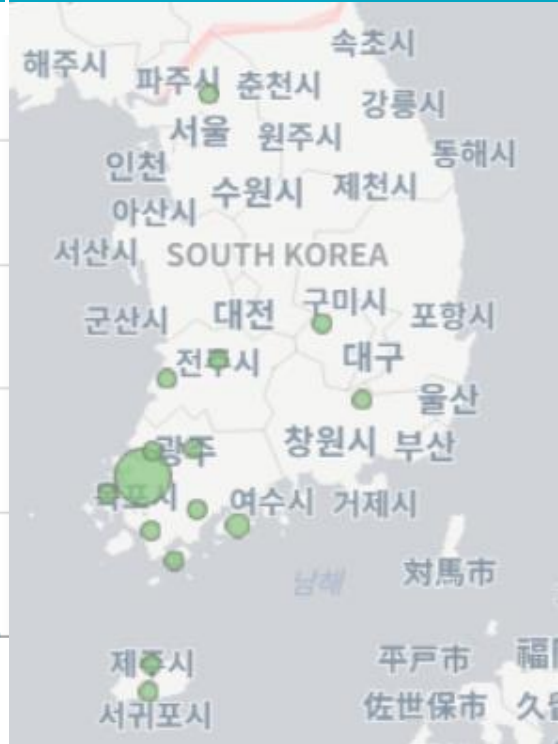 속초시
해주시
파주시 춘천시
강릉시
서울 원주시
동해시
인천
수원시 제천시
아산시
서산시 SOUTH KOREA
구미시
군산시 대전 포항시
전주시 대구
울산
광주 창원시 부산
목포시 여수시 거제시
남해
対馬市
제주시 平戸市 福
서귀포시 佐世保市 久